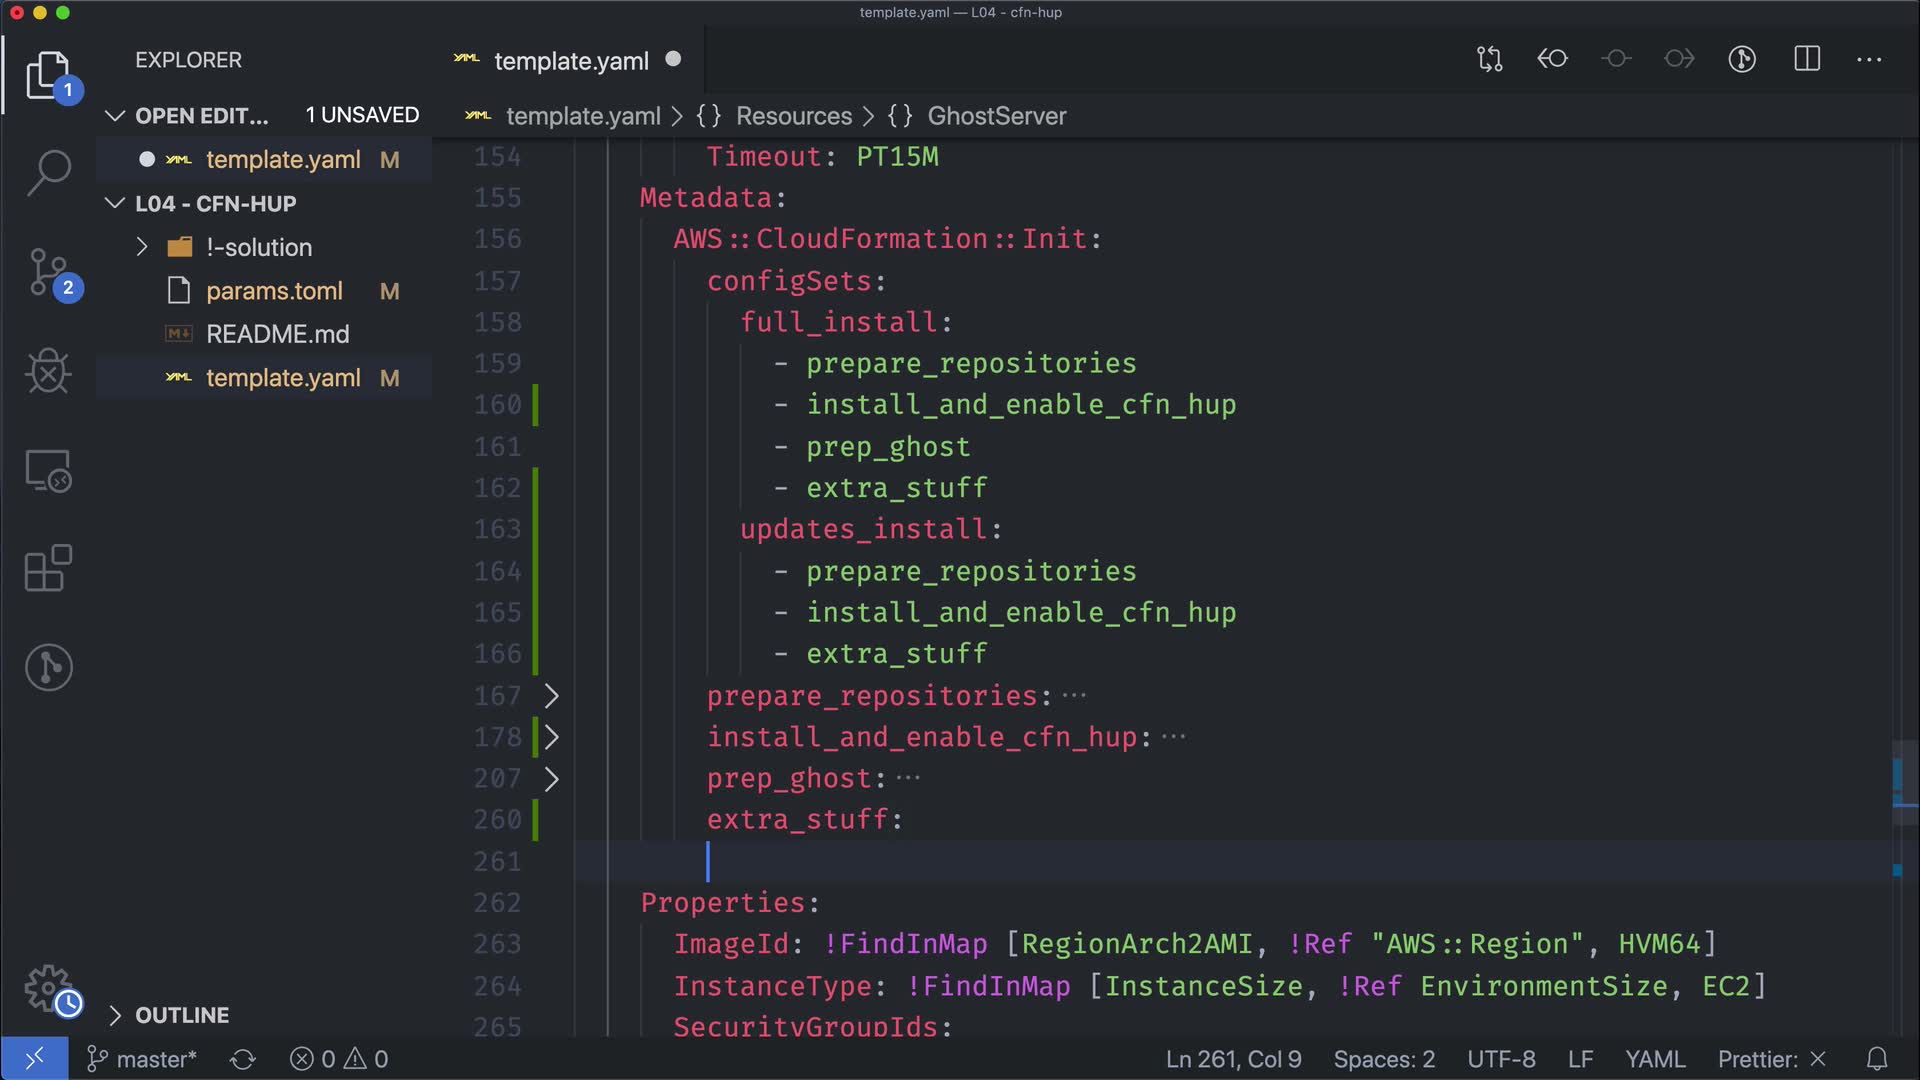 template.yaml — L04 - cfn-hup
EXPLORER
template.yaml
1
OPEN EDIT... 1 UNSAVED
template.yaml > {} Resources > {} GhostServer
template.yaml M
L04 - CFN-HUP
!-solution
params.toml M
README.md
template.yaml M
2
154 Timeout: PT15M
155 Metadata:
156 AWS::CloudFormation::Init:
157 configSets:
158 full_install:
159 - prepare_repositories
160 - install_and_enable_cfn_hup
161 - prep_ghost
162 - extra_stuff
163 updates_install:
164 - prepare_repositories
165 - install_and_enable_cfn_hup
166 - extra_stuff
167 prepare_repositories: ...
178 install_and_enable_cfn_hup: ...
207 prep_ghost: ...
260 extra_stuff:
261
262 Properties:
263 ImageId: !FindInMap [RegionArch2AMI, !Ref "AWS::Region", HVM64]
264 InstanceType: !FindInMap [InstanceSize, !Ref EnvironmentSize, EC2]
265 SecurityGroupIds:
OUTLINE
master* 0 0 Ln 261, Col 9 Spaces: 2 UTF-8 LF YAML Prettier: ×